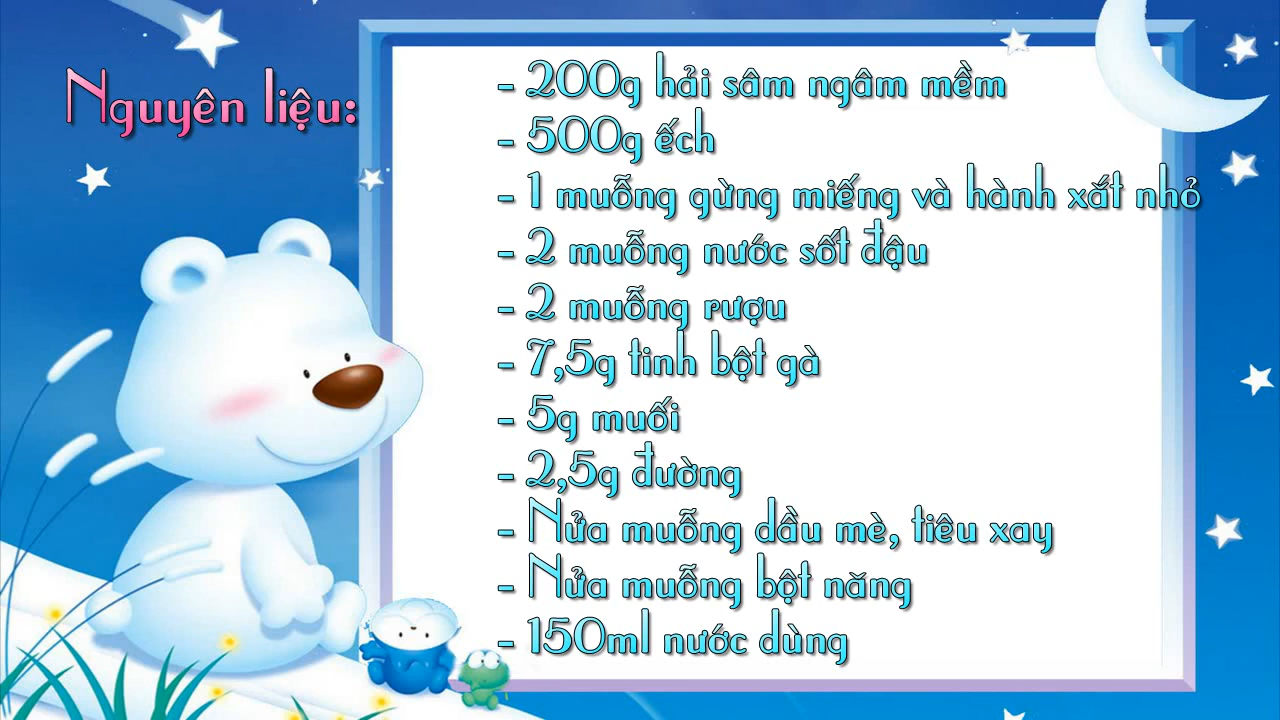 Nguyên liệu:
- 200g hải sâm ngâm mềm
- 500g ếch
- 1 muỗng gừng miếng và hành xắt nhỏ
- 2 muỗng nước sốt đậu
- 2 muỗng rượu
- 7,5g tinh bột gà
- 5g muối
- 2,5g đường
- Nửa muỗng dầu mè, tiêu xay
- Nửa muỗng bột năng
- 150ml nước dùng